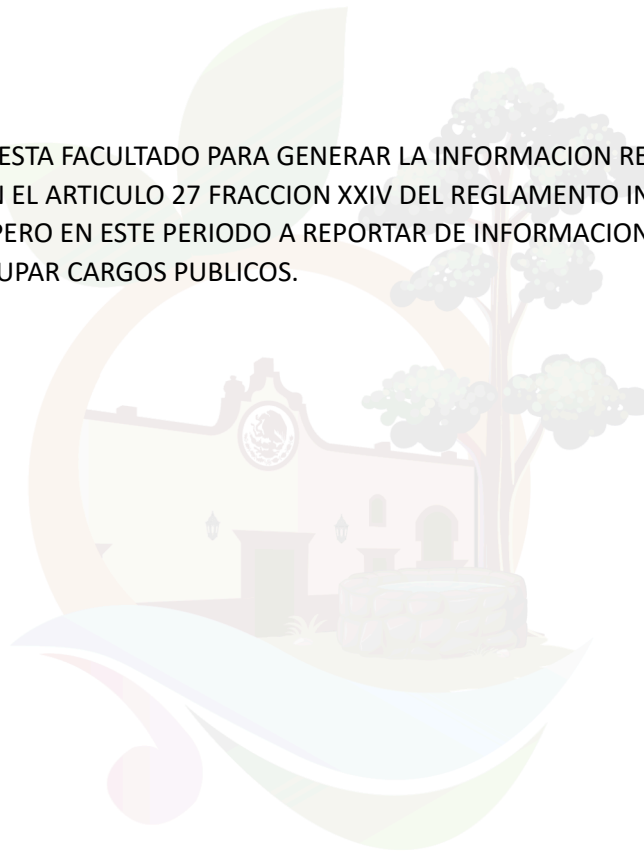 ESTA FACULTADO PARA GENERAR LA INFORMACION RE
EL ARTICULO 27 FRACCION XXIV DEL REGLAMENTO IN
PERO EN ESTE PERIODO A REPORTAR DE INFORMACION
UPAR CARGOS PUBLICOS.